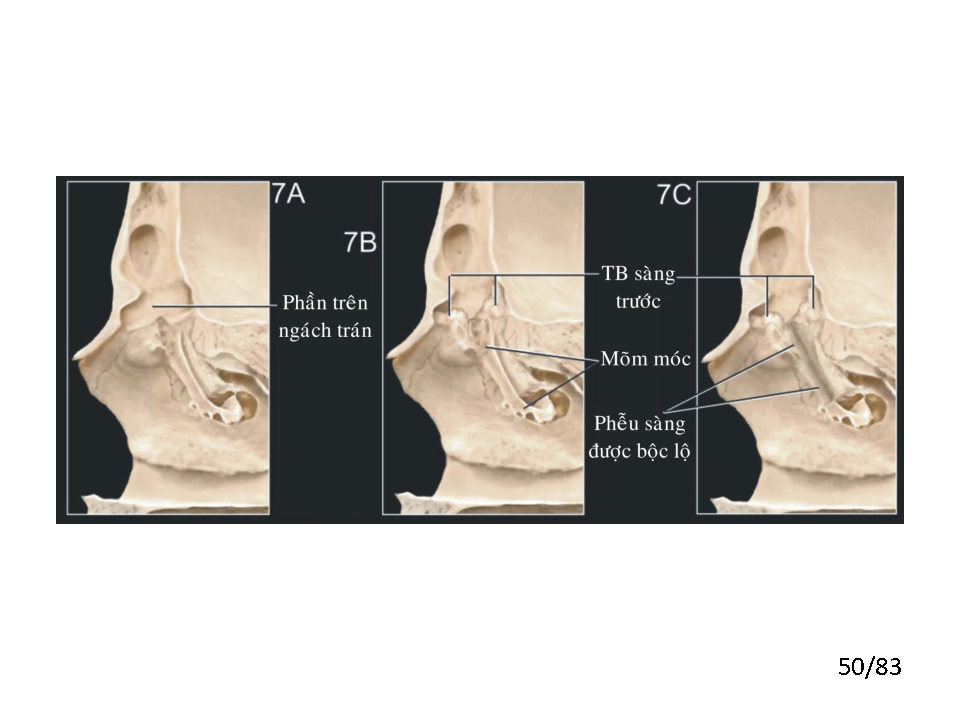 7A
Phần trên
ngách trán
7B
TB sàng
trước
Mõm móc
Phễu sàng
được bộc lộ
7C
50/83